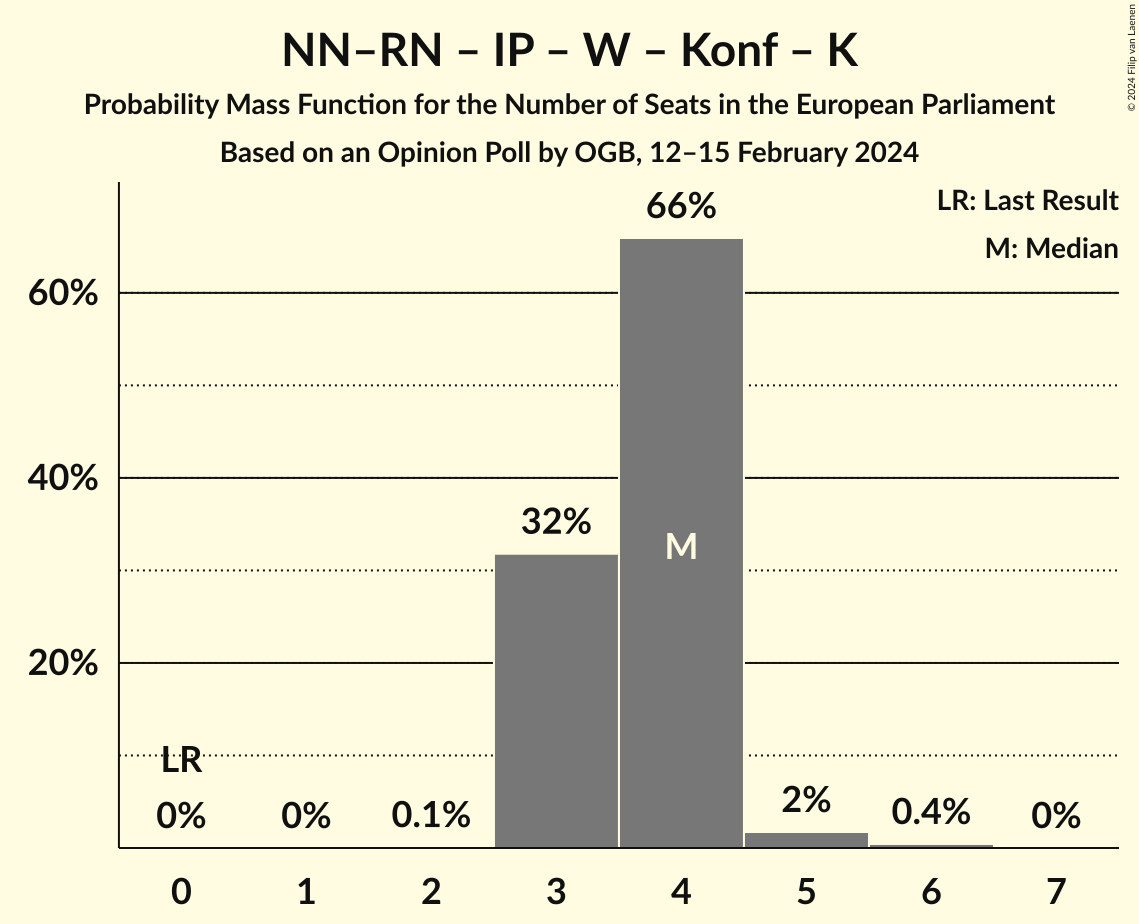 NN–RN – IP – W – Konf – K
Probability Mass Function for the Number of Seats in the European Parliament
Based on an Opinion Poll by OGB, 12–15 February 2024
© 2024 Filip van Laenen
LR: Last Result
M: Median
60%
40%
20%
LR
0%
0%
0.1%
32%
66%
M
2%
0.4%
0%
0
1
2
3
4
5
6
7